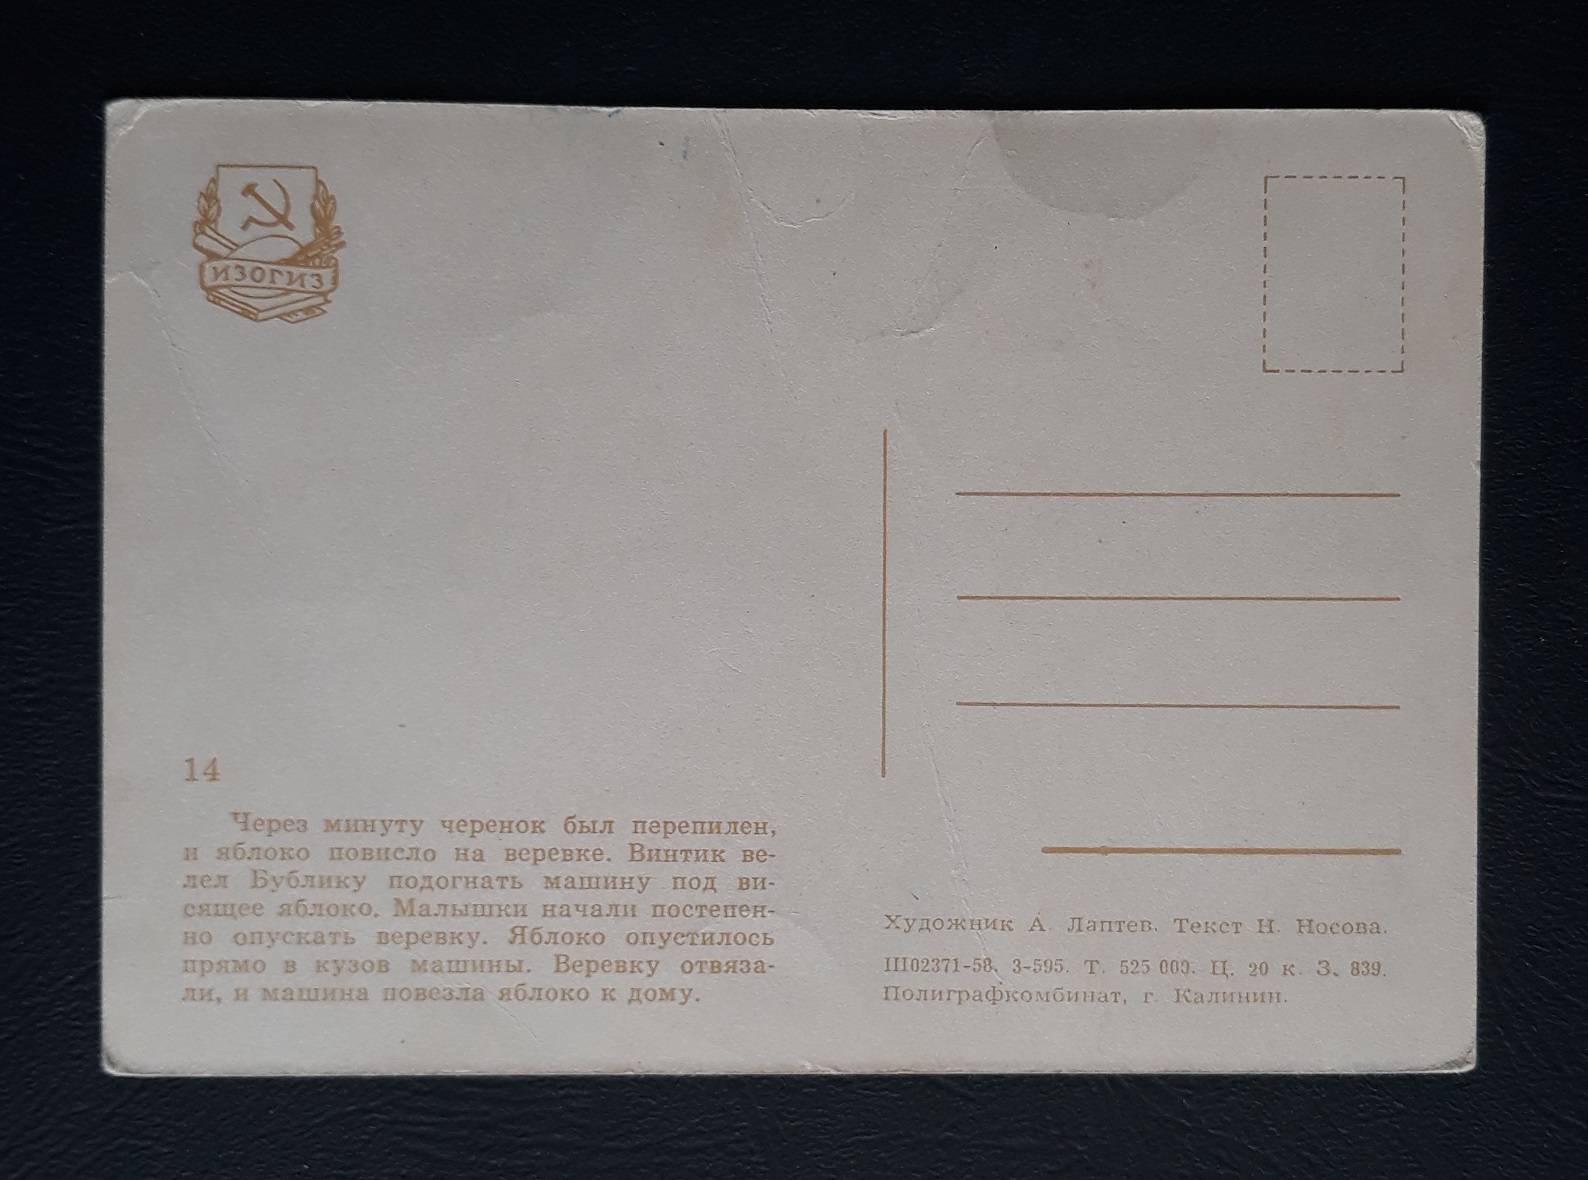 ИЗОГИЗ
14
Через минуту черенок был перепилен,
и яблоко повисло на веревке. Винтик ве-
лел Бублику подогнать машину под ви-
сящее яблоко. Малышки начали постепен-
но опускать веревку. Яблоко опустилось
прямо в кузов машины. Веревку отвяза-
ли, и машина повезла яблоко к дому.
Художник А. Лаптев. Текст Н. Носова.
Ш02371-58. З-595. Т. 525 000. Ц. 20 к. З. 839.
Полиграфкомбинат, г. Калинин.